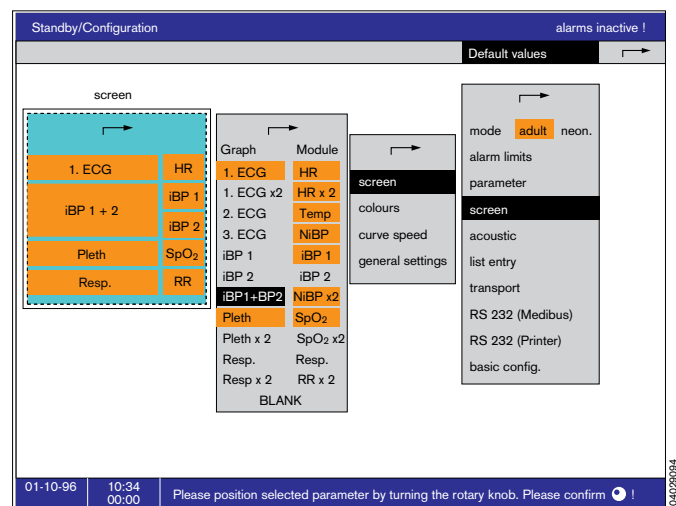 Standby/Configuration alarms inactive !
Default values
screen
1. ECG HR
iBP 1 + 2 iBP 1
iBP 2
Pleth SpO₂
Resp. RR
Graph Module
1. ECG HR
1. ECG x2 HR x 2
2. ECG Temp
3. ECG NiBP
iBP 1 iBP 1
iBP 2 iBP 2
iBP1+BP2 NiBP x2
Pleth SpO₂
Pleth x 2 SpO₂ x2
Resp. Resp.
Resp x 2 RR x 2
BLANK
screen
colours
curve speed
general settings
mode adult neon.
alarm limits
parameter
screen
acoustic
list entry
transport
RS 232 (Medibus)
RS 232 (Printer)
basic config.
01-10-96 10:34
00:00
Please position selected parameter by turning the rotary knob. Please confirm !
04029094